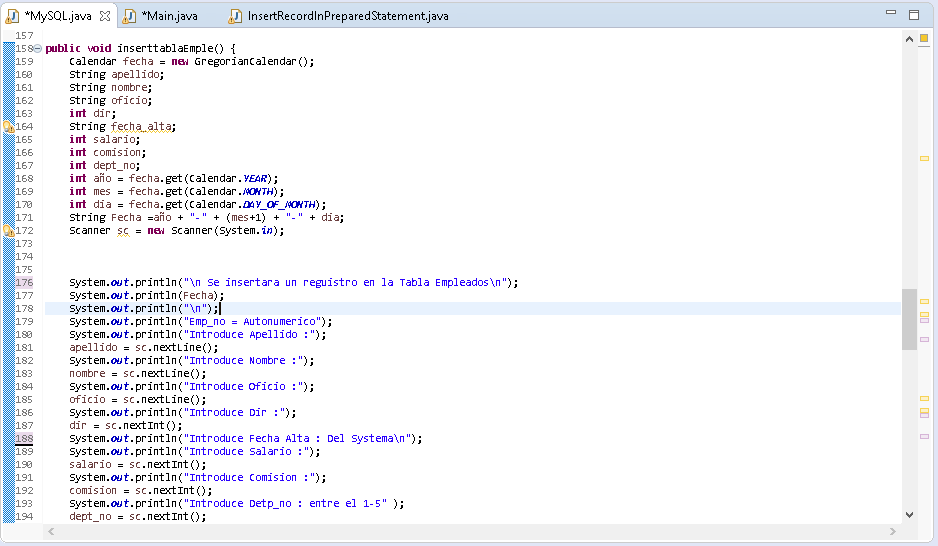 *MySQL.java
*Main.java
InsertRecordInPreparedStatement.java
157
158 public void inserttablaEmple() {
159 Calendar fecha = new GregorianCalendar();
160 String apellido;
161 String nombre;
162 String oficio;
163 int dir;
164 String fecha_alta;
165 int salario;
166 int comision;
167 int dept_no;
168 int año = fecha.get(Calendar.YEAR);
169 int mes = fecha.get(Calendar.MONTH);
170 int dia = fecha.get(Calendar.DAY_OF_MONTH);
171 String Fecha =año + "-" + (mes+1) + "-" + dia;
172 Scanner sc = new Scanner(System.in);
173
174
175
176 System.out.println("\n Se insertara un reguistro en la Tabla Empleados\n");
177 System.out.println(Fecha);
178 System.out.println("\n");
179 System.out.println("Emp_no = Autonumerico");
180 System.out.println("Introduce Apellido :");
181 apellido = sc.nextLine();
182 System.out.println("Introduce Nombre :");
183 nombre = sc.nextLine();
184 System.out.println("Introduce Oficio :");
185 oficio = sc.nextLine();
186 System.out.println("Introduce Dir :");
187 dir = sc.nextInt();
188 System.out.println("Introduce Fecha Alta : Del Systema\n");
189 System.out.println("Introduce Salario :");
190 salario = sc.nextInt();
191 System.out.println("Introduce Comision :");
192 comision = sc.nextInt();
193 System.out.println("Introduce Detp_no : entre el 1-5" );
194 dept_no = sc.nextInt();